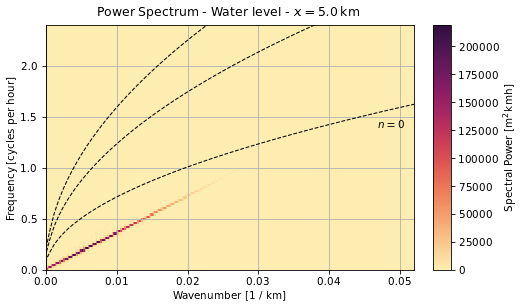 Power Spectrum - Water level - x = 5.0 km
Frequency [cycles per hour]
2.0
1.5
1.0
0.5
0.0
n = 0
0.00 0.01 0.02 0.03 0.04 0.05
Wavenumber [1 / km]
200000
175000
150000
125000
100000
75000
50000
25000
0
Spectral Power [m² km h]